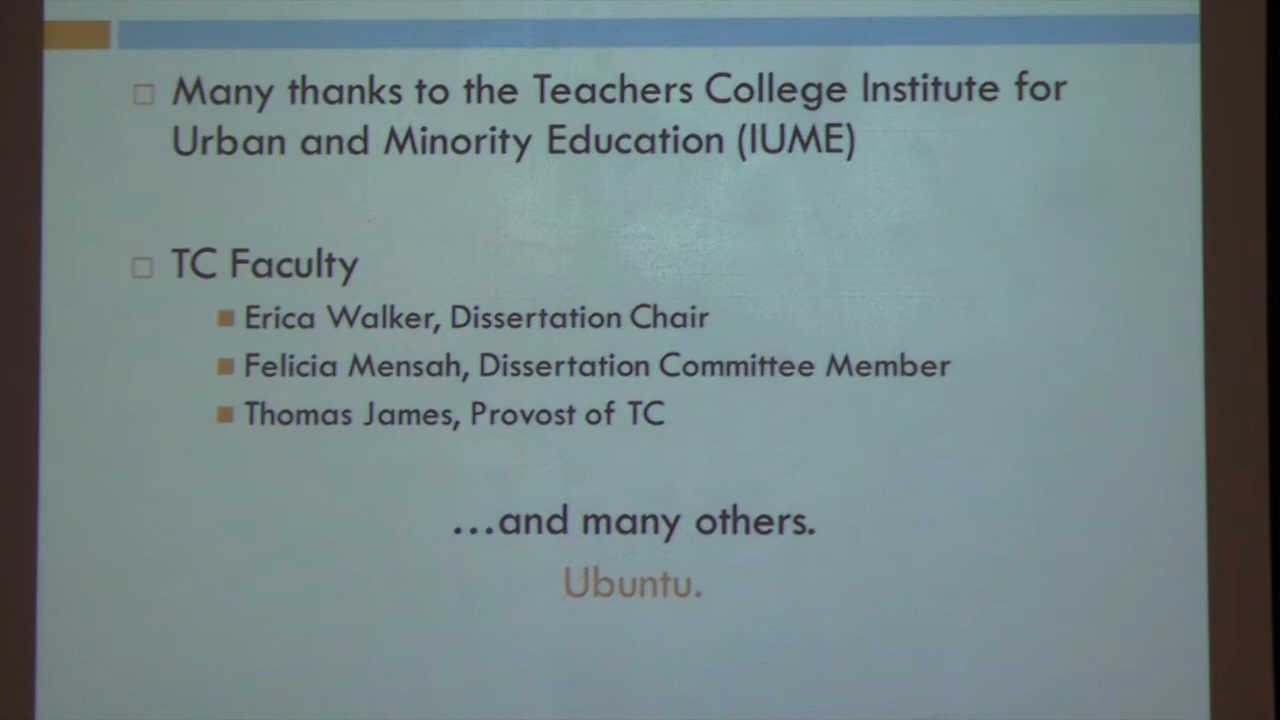 Many thanks to the Teachers College Institute for
Urban and Minority Education (IUME)
TC Faculty
Erica Walker, Dissertation Chair
Felicia Mensah, Dissertation Committee Member
Thomas James, Provost of TC
...and many others.
Ubuntu.